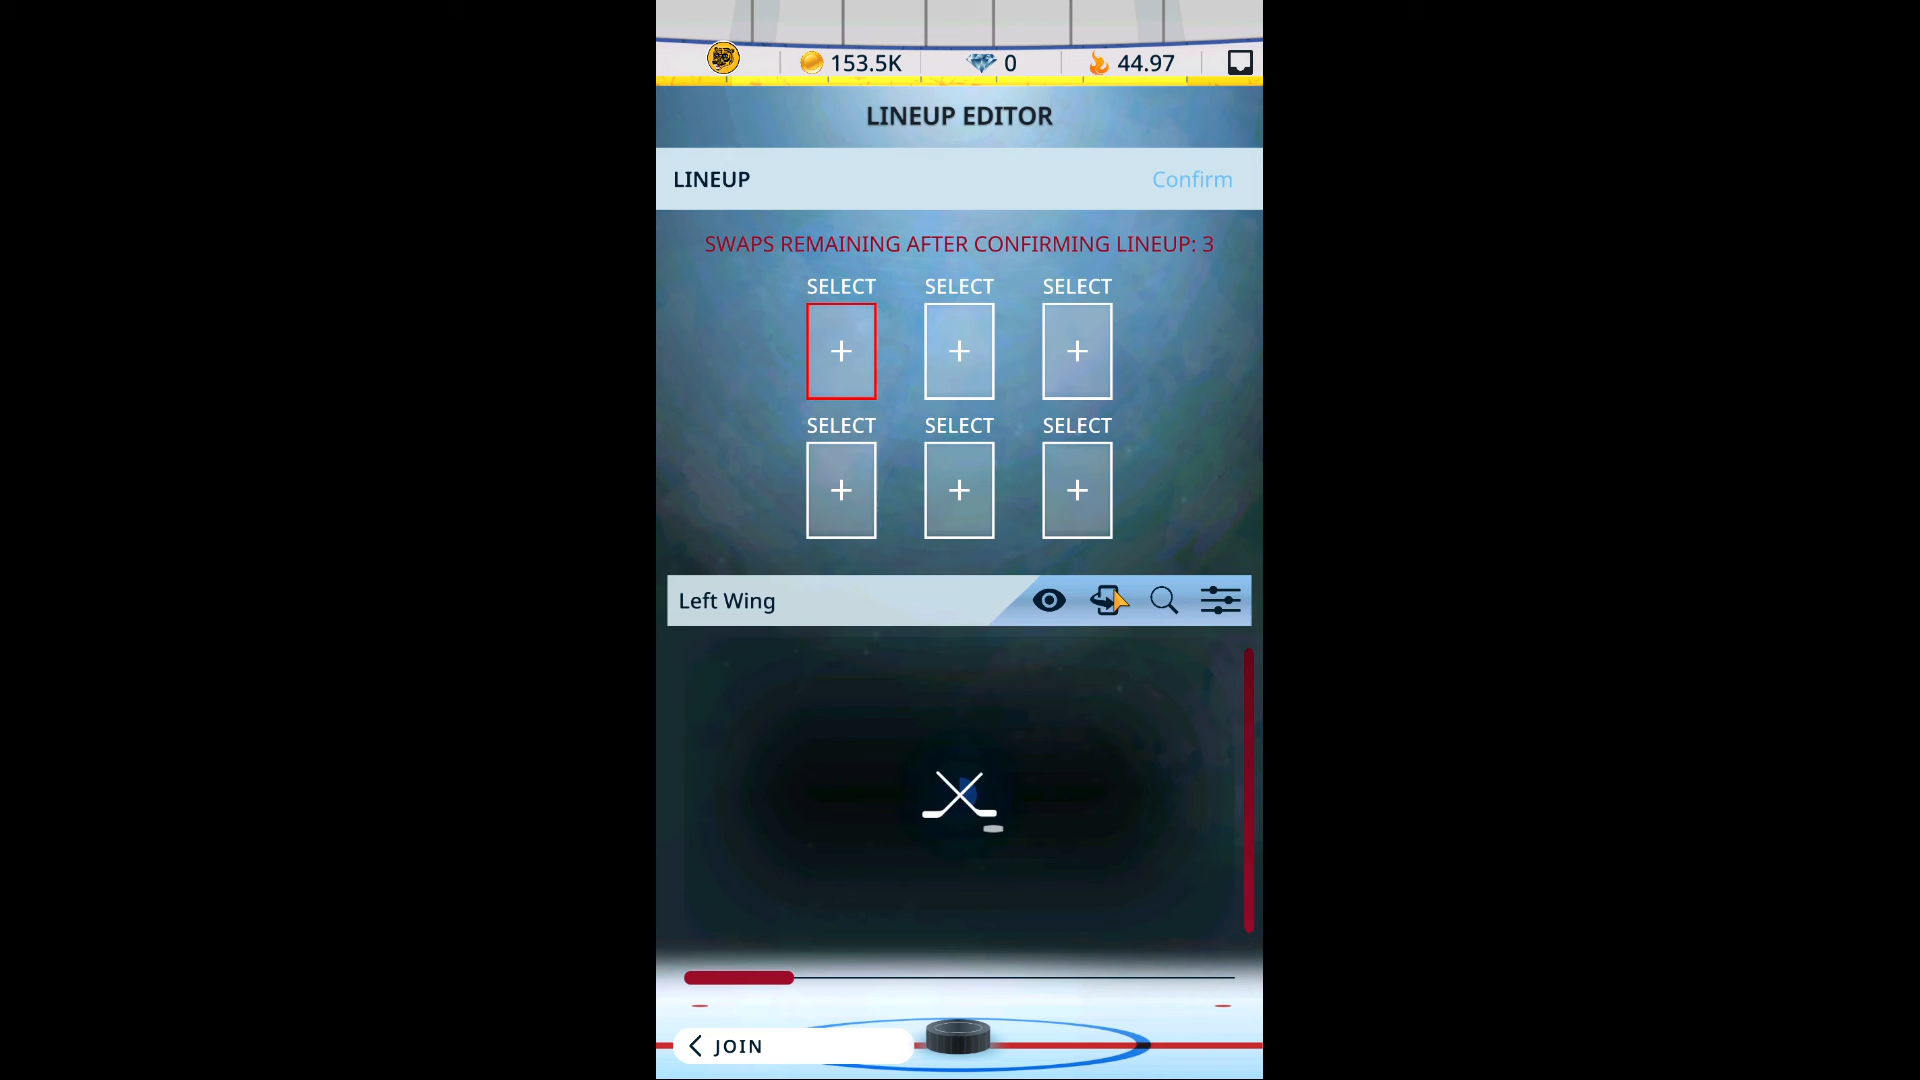 153.5K 0 44.97
LINEUP EDITOR
LINEUP Confirm
SWAPS REMAINING AFTER CONFIRMING LINEUP: 3
SELECT SELECT SELECT
SELECT SELECT SELECT
Left Wing
JOIN